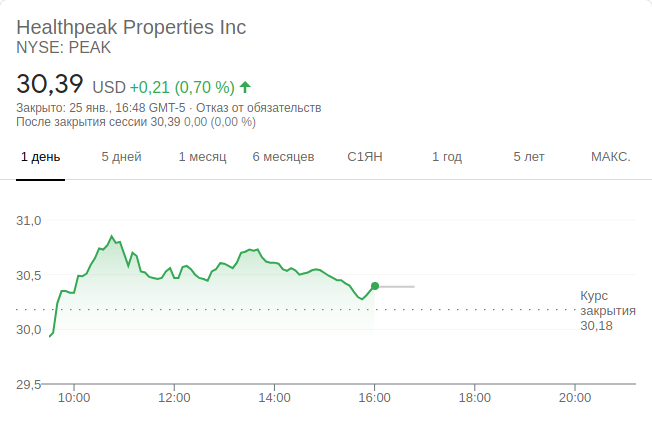 Healthpeak Properties Inc
NYSE: PEAK
30,39 USD +0,21 (0,70 %)
Закрыто: 25 янв., 16:48 GMT-5 · Отказ от обязательств
После закрытия сессии 30,39 0,00 (0,00 %)
1 день 5 дней 1 месяц 6 месяцев С1ЯН 1 год 5 лет МАКС.
31,0
30,5
Курс
закрытия
30,18
30,0
29,5
10:00 12:00 14:00 16:00 18:00 20:00